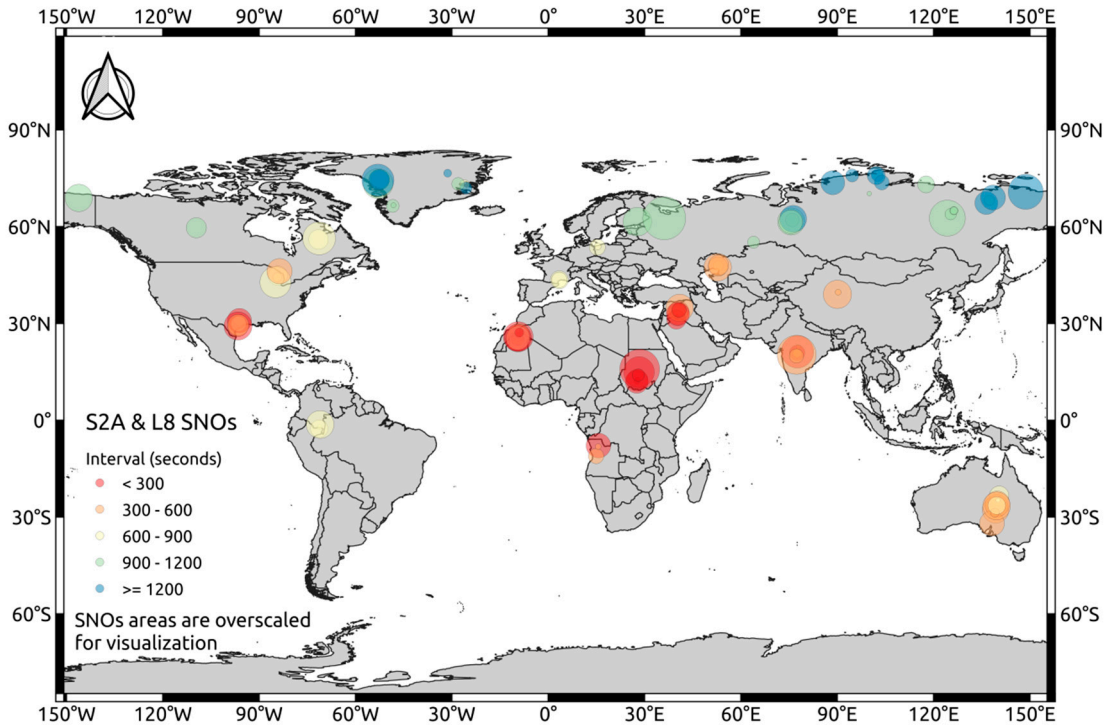 150°W 120°W 90°W 60°W 30°W 0° 30°E 60°E 90°E 120°E 150°E
90°N 90°N
60°N 60°N
30°N 30°N
0° 0°
S2A & L8 SNOs
Interval (seconds)
< 300
300 - 600
600 - 900
900 - 1200
>= 1200
30°S 30°S
60°S 60°S
SNOs areas are overscaled
for visualization
150°W 120°W 90°W 60°W 30°W 0° 30°E 60°E 90°E 120°E 150°E